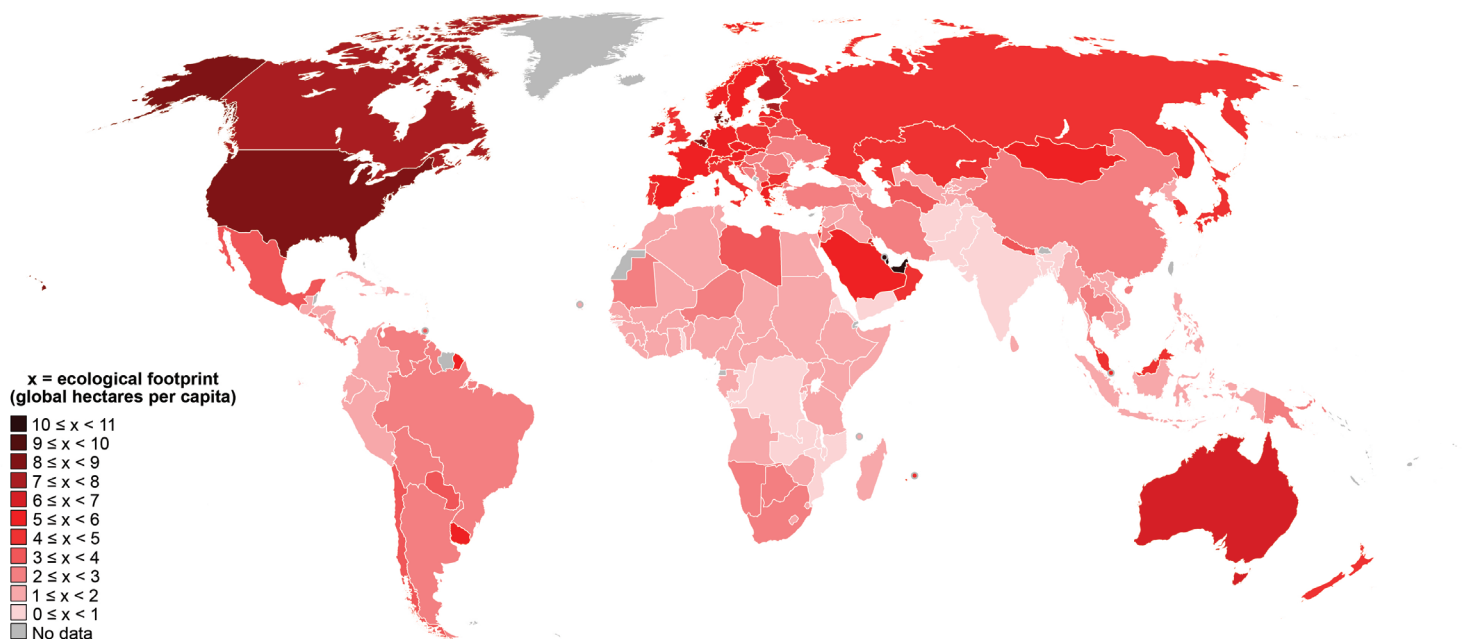 x = ecological footprint
(global hectares per capita)
10 ≤ x < 11
9 ≤ x < 10
8 ≤ x < 9
7 ≤ x < 8
6 ≤ x < 7
5 ≤ x < 6
4 ≤ x < 5
3 ≤ x < 4
2 ≤ x < 3
1 ≤ x < 2
0 ≤ x < 1
No data